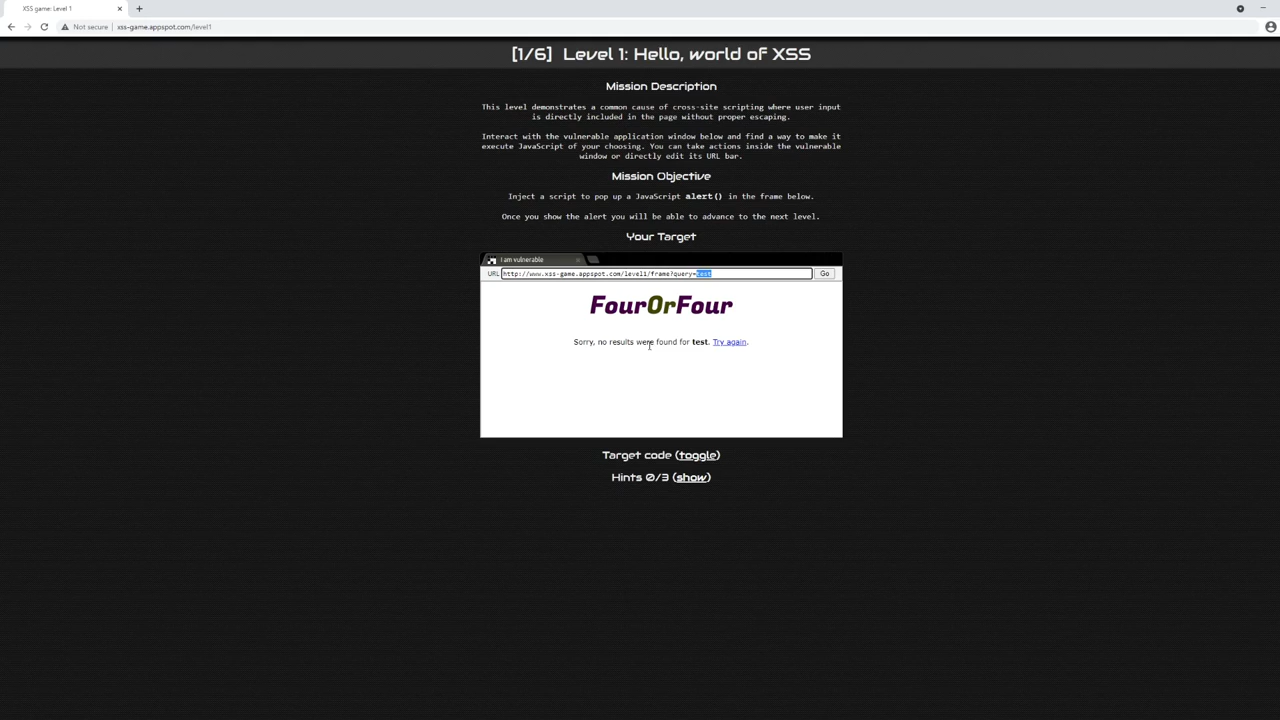 XSS game: Level 1
Not secure
xss-game.appspot.com/level1
[1/6] Level 1: Hello, world of XSS
Mission Description
This level demonstrates a common cause of cross-site scripting where user input
is directly included in the page without proper escaping.
Interact with the vulnerable application window below and find a way to make it
execute JavaScript of your choosing. You can take actions inside the vulnerable
window or directly edit its URL bar.
Mission Objective
Inject a script to pop up a JavaScript alert() in the frame below.
Once you show the alert you will be able to advance to the next level.
Your Target
I am vulnerable
URL http://www.xss-game.appspot.com/level1/frame?query=test Go
FourOrFour
Sorry, no results were found for test. Try again.
Target code (toggle)
Hints 0/3 (show)